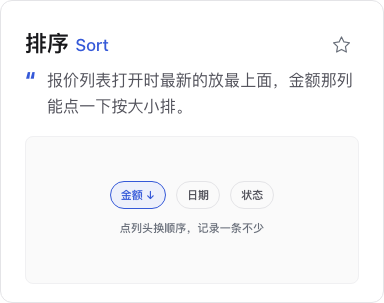 排序 Sort
“ 报价列表打开时最新的放最上面，金额那列
能点一下按大小排。
金额 ↓ 日期 状态
点列头换顺序，记录一条不少